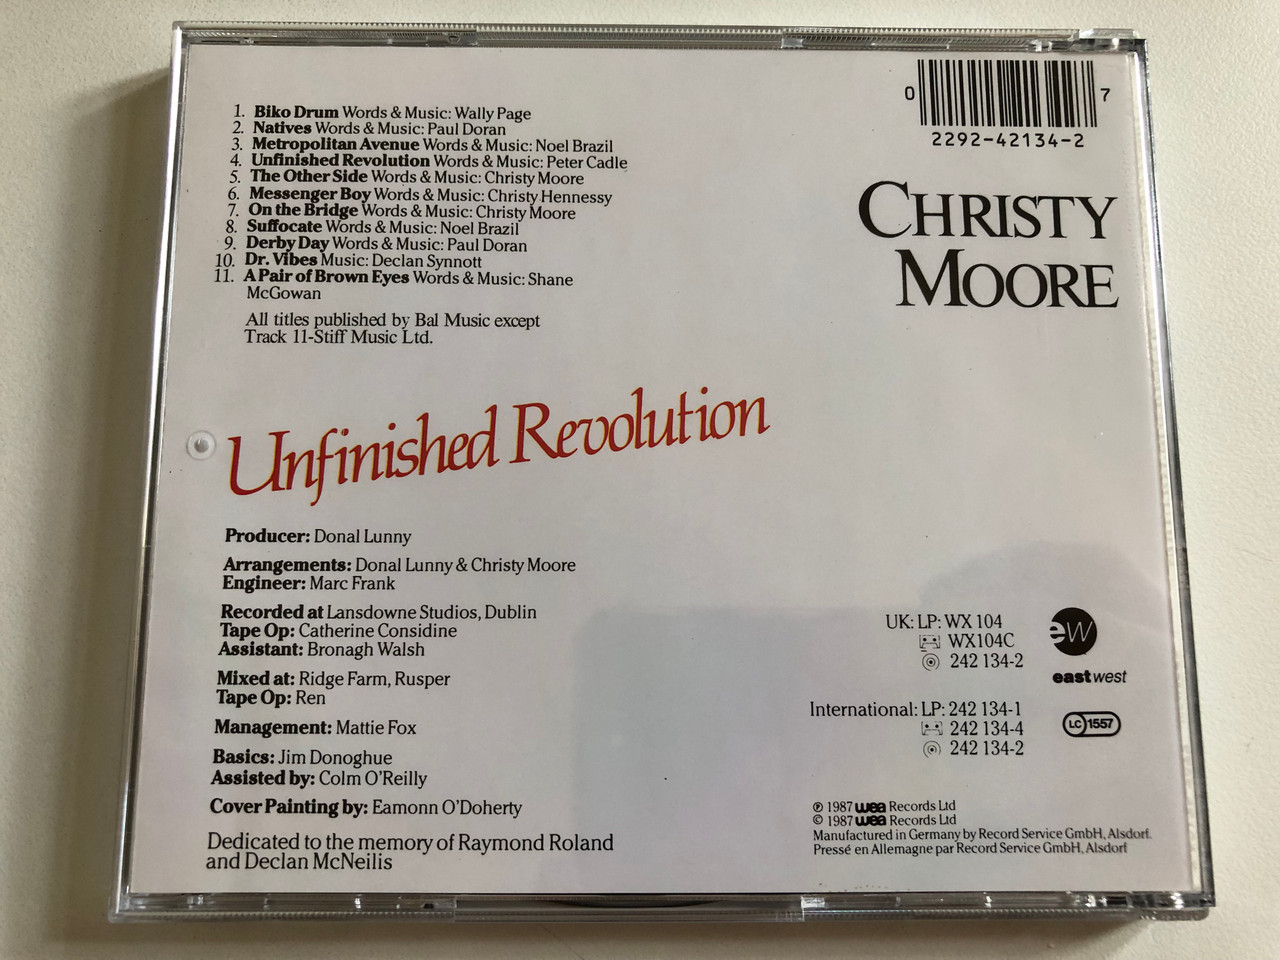 1. Biko Drum Words & Music: Wally Page
2. Natives Words & Music: Paul Doran
3. Metropolitan Avenue Words & Music: Noel Brazil
4. Unfinished Revolution Words & Music: Peter Cadle
5. The Other Side Words & Music: Christy Moore
6. Messenger Boy Words & Music: Christy Hennessy
7. On the Bridge Words & Music: Christy Moore
8. Suffocate Words & Music: Noel Brazil
9. Derby Day Words & Music: Paul Doran
10. Dr. Vibes Music: Declan Synnott
11. A Pair of Brown Eyes Words & Music: Shane
McGowan
All titles published by Bal Music except
Track 11-Stiff Music Ltd.
0 7
2292-42134-2
CHRISTY
MOORE
Unfinished Revolution
Producer: Donal Lunny
Arrangements: Donal Lunny & Christy Moore
Engineer: Marc Frank
Recorded at Lansdowne Studios, Dublin
Tape Op: Catherine Considine
Assistant: Bronagh Walsh
Mixed at: Ridge Farm, Rusper
Tape Op: Ren
Management: Mattie Fox
Basics: Jim Donoghue
Assisted by: Colm O'Reilly
Cover Painting by: Eamonn O'Doherty
Dedicated to the memory of Raymond Roland
and Declan McNeilis
UK: LP: WX 104
WX104C
242 134-2
ew
eastwest
International: LP: 242 134-1
242 134-4
242 134-2
LC 1557
℗ 1987 wea Records Ltd
© 1987 wea Records Ltd
Manufactured in Germany by Record Service GmbH, Alsdorf.
Pressé en Allemagne par Record Service GmbH, Alsdorf